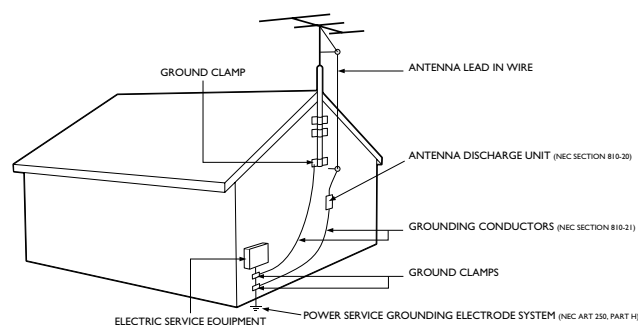 GROUND CLAMP
ANTENNA LEAD IN WIRE
ANTENNA DISCHARGE UNIT (NEC SECTION 810-20)
GROUNDING CONDUCTORS (NEC SECTION 810-21)
GROUND CLAMPS
POWER SERVICE GROUNDING ELECTRODE SYSTEM (NEC ART 250, PART H)
ELECTRIC SERVICE EQUIPMENT